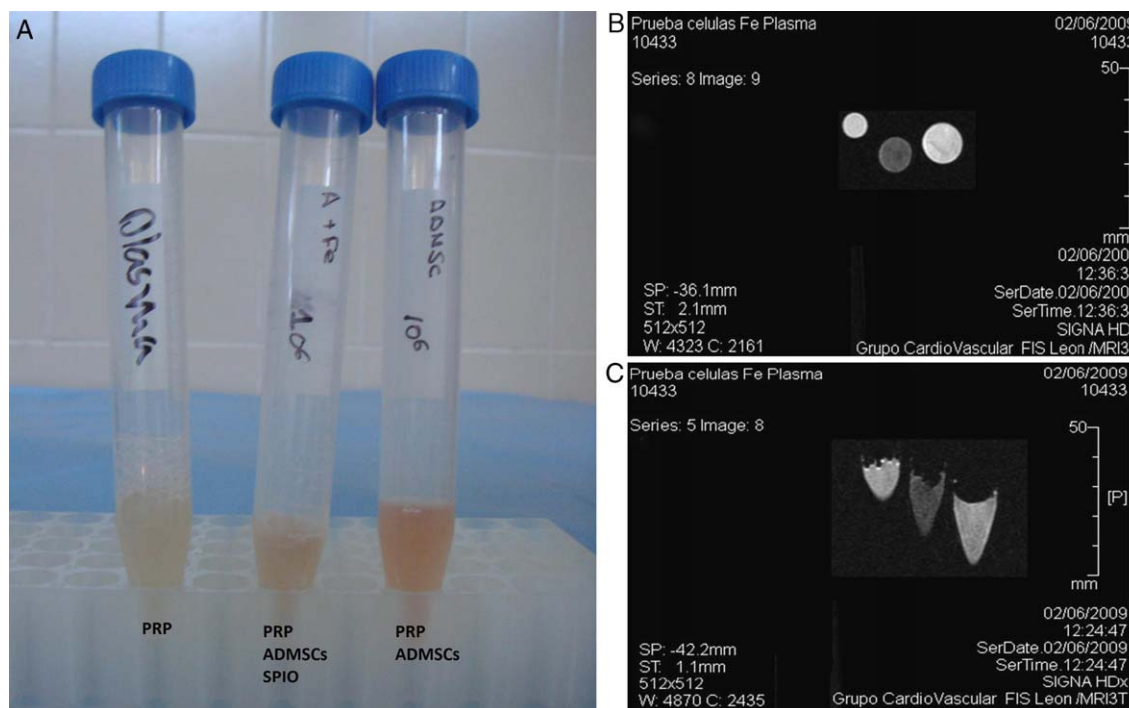 A
Plasma
A + Fe
106
ADMSC
106
PRP
PRP
ADMSCs
SPIO
PRP
ADMSCs
B
Prueba celulas Fe Plasma
10433
02/06/2009
10433
Series: 8 Image: 9
50
mm
SP: -36.1mm
ST: 2.1mm
512x512
W: 4323 C: 2161
02/06/200
12:36:3
SerDate.02/06/200
SerTime.12:36:3
SIGNA HD
Grupo CardioVascular FIS Leon /MRI3
C
Prueba celulas Fe Plasma
10433
02/06/2009
10433
Series: 5 Image: 8
50
[P]
mm
SP: -42.2mm
ST: 1.1mm
512x512
W: 4870 C: 2435
02/06/2009
12:24:47
SerDate.02/06/2009
SerTime.12:24:47
SIGNA HDx
Grupo CardioVascular FIS Leon /MRI3T